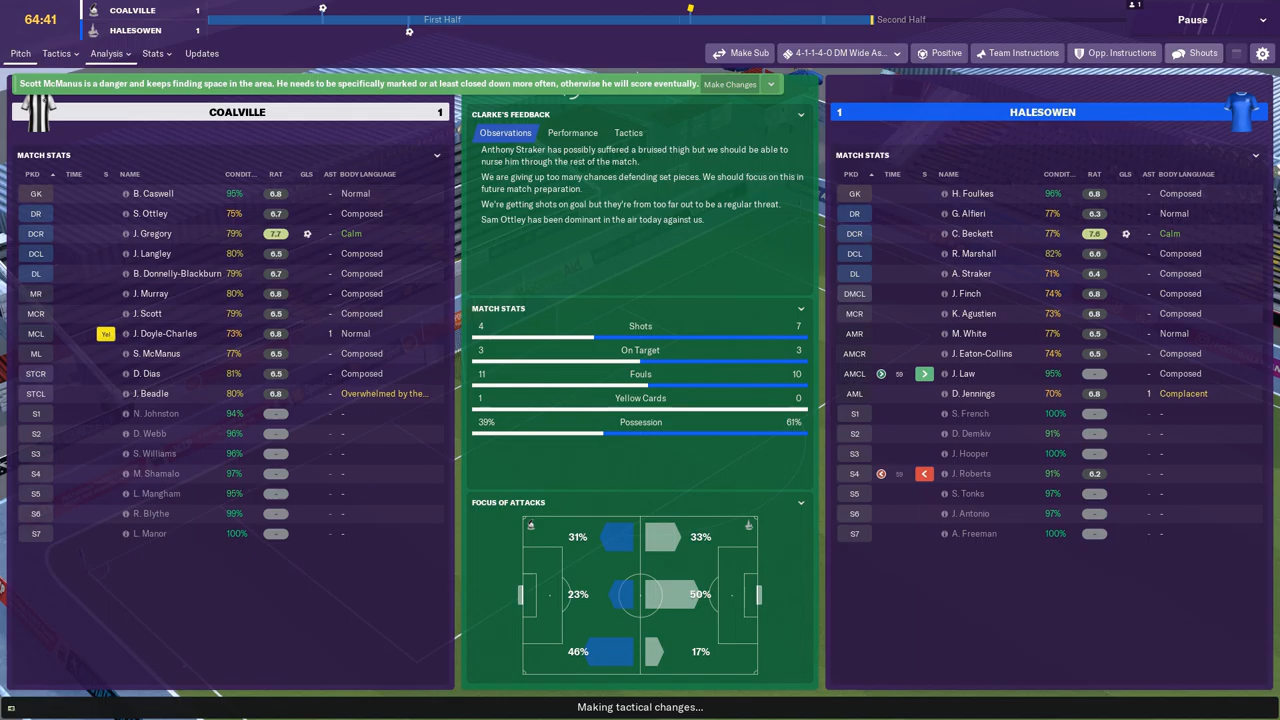 64:41
COALVILLE 1
HALESOWEN 1
First Half
Second Half
1
Pause
Pitch
Tactics
Analysis
Stats
Updates
Make Sub
4-1-1-4-0 DM Wide As...
Positive
Team Instructions
Opp. Instructions
Shouts
Scott McManus is a danger and keeps finding space in the area. He needs to be specifically marked or at least closed down more often, otherwise he will score eventually.
Make Changes
COALVILLE 1
MATCH STATS
PKD TIME S NAME CONDIT... RAT GLS AST BODY LANGUAGE
GK B. Caswell 95% 6.8 - Normal
DR S. Ottley 75% 6.7 - Composed
DCR J. Gregory 79% 7.7 - Calm
DCL J. Langley 80% 6.5 - Composed
DL B. Donnelly-Blackburn 79% 6.7 - Composed
MR J. Murray 80% 6.8 - Composed
MCR J. Scott 79% 6.5 - Composed
MCL Yel J. Doyle-Charles 73% 6.8 1 Normal
ML S. McManus 77% 6.5 - Composed
STCR D. Dias 81% 6.5 - Composed
STCL J. Beadle 80% 6.8 - Overwhelmed by the...
S1 N. Johnston 94% - - -
S2 D. Webb 96% - - -
S3 S. Williams 96% - - -
S4 M. Shamalo 97% - - -
S5 L. Mangham 95% - - -
S6 R. Blythe 99% - - -
S7 L. Manor 100% - - -
CLARKE'S FEEDBACK
Observations
Performance
Tactics
Anthony Straker has possibly suffered a bruised thigh but we should be able to
nurse him through the rest of the match.
We are giving up too many chances defending set pieces. We should focus on this in
future match preparation.
We're getting shots on goal but they're from too far out to be a regular threat.
Sam Ottley has been dominant in the air today against us.
MATCH STATS
4 Shots 7
3 On Target 3
11 Fouls 10
1 Yellow Cards 0
39% Possession 61%
FOCUS OF ATTACKS
31% 33%
23% 50%
46% 17%
1 HALESOWEN
MATCH STATS
PKD TIME S NAME CONDIT... RAT GLS AST BODY LANGUAGE
GK H. Foulkes 96% 6.8 - Composed
DR G. Alfieri 77% 6.3 - Normal
DCR C. Beckett 77% 7.6 - Calm
DCL R. Marshall 82% 6.6 - Composed
DL A. Straker 71% 6.4 - Composed
DMCL J. Finch 74% 6.8 - Composed
MCR K. Agustien 73% 6.8 - Composed
AMR M. White 77% 6.5 - Normal
AMCR J. Eaton-Collins 74% 6.5 - Composed
AMCL 59 J. Law 95% - - Composed
AML D. Jennings 70% 6.8 1 Complacent
S1 S. French 100% - - -
S2 D. Demkiv 91% - - -
S3 J. Hooper 100% - - -
S4 59 J. Roberts 91% 6.2 - -
S5 S. Tonks 97% - - -
S6 J. Antonio 97% - - -
S7 A. Freeman 100% - - -
Making tactical changes...